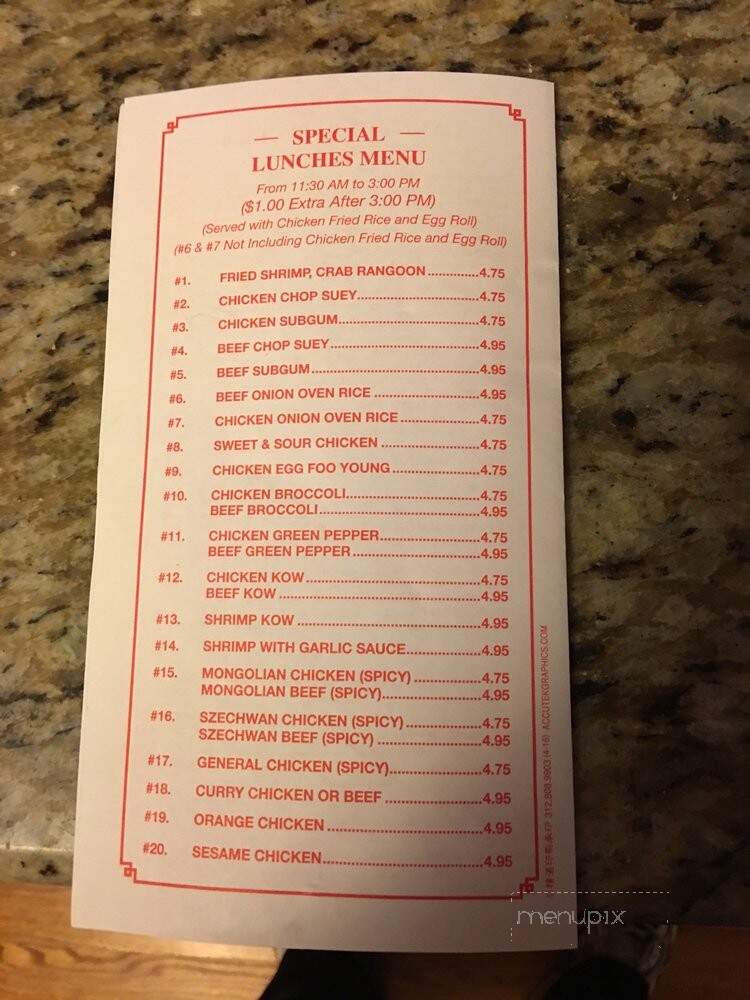 SPECIAL
LUNCHES MENU
From 11:30 AM to 3:00 PM
($1.00 Extra After 3:00 PM)
(Served with Chicken Fried Rice and Egg Roll)
(#6 & #7 Not Including Chicken Fried Rice and Egg Roll)
#1. FRIED SHRIMP, CRAB RANGOON 4.75
#2. CHICKEN CHOP SUEY 4.75
#3. CHICKEN SUBGUM 4.75
#4. BEEF CHOP SUEY 4.95
#5. BEEF SUBGUM 4.95
#6. BEEF ONION OVEN RICE 4.95
#7. CHICKEN ONION OVEN RICE 4.75
#8. SWEET & SOUR CHICKEN 4.75
#9. CHICKEN EGG FOO YOUNG 4.75
#10. CHICKEN BROCCOLI 4.75
BEEF BROCCOLI 4.95
#11. CHICKEN GREEN PEPPER 4.75
BEEF GREEN PEPPER 4.95
#12. CHICKEN KOW 4.75
BEEF KOW 4.95
#13. SHRIMP KOW 4.95
#14. SHRIMP WITH GARLIC SAUCE 4.95
#15. MONGOLIAN CHICKEN (SPICY) 4.75
MONGOLIAN BEEF (SPICY) 4.95
#16. SZECHWAN CHICKEN (SPICY) 4.75
SZECHWAN BEEF (SPICY) 4.95
#17. GENERAL CHICKEN (SPICY) 4.75
#18. CURRY CHICKEN OR BEEF 4.95
#19. ORANGE CHICKEN 4.95
#20. SESAME CHICKEN 4.95
312.808.9903 (4-16) ACCUTEKGRAPHICS.COM
menupix